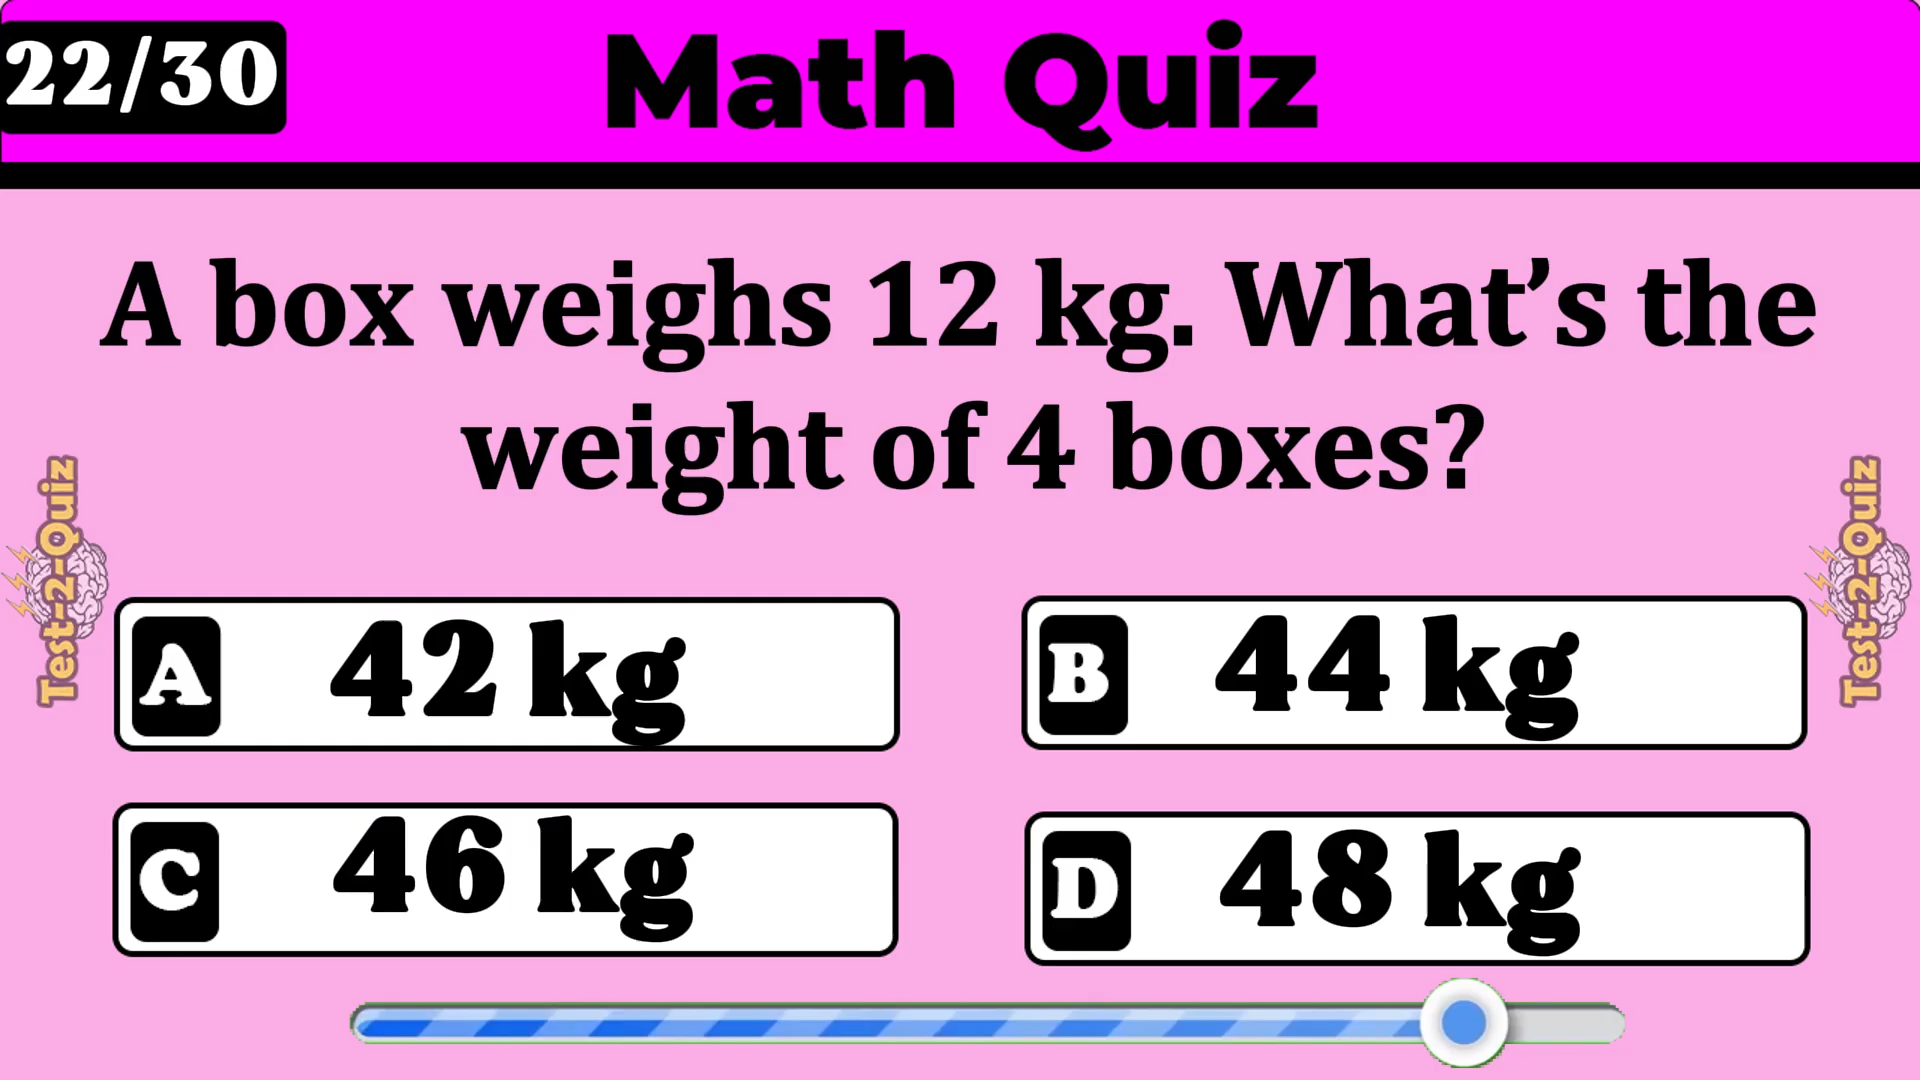 22/30
Math Quiz
A box weighs 12 kg. What’s the
weight of 4 boxes?
Test-2-Quiz
Test-2-Quiz
A 42 kg
B 44 kg
C 46 kg
D 48 kg